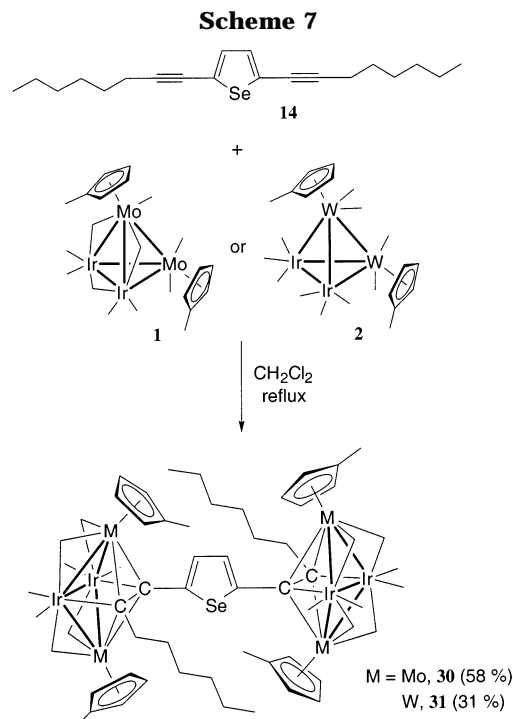 Scheme 7
Se
14
+
Mo
Ir
Mo
Ir
1
or
W
Ir
W
Ir
2
CH₂Cl₂
reflux
M
Ir
Ir
C
C
M
Se
M
C
C
Ir
Ir
M
M = Mo, 30 (58 %)
W, 31 (31 %)